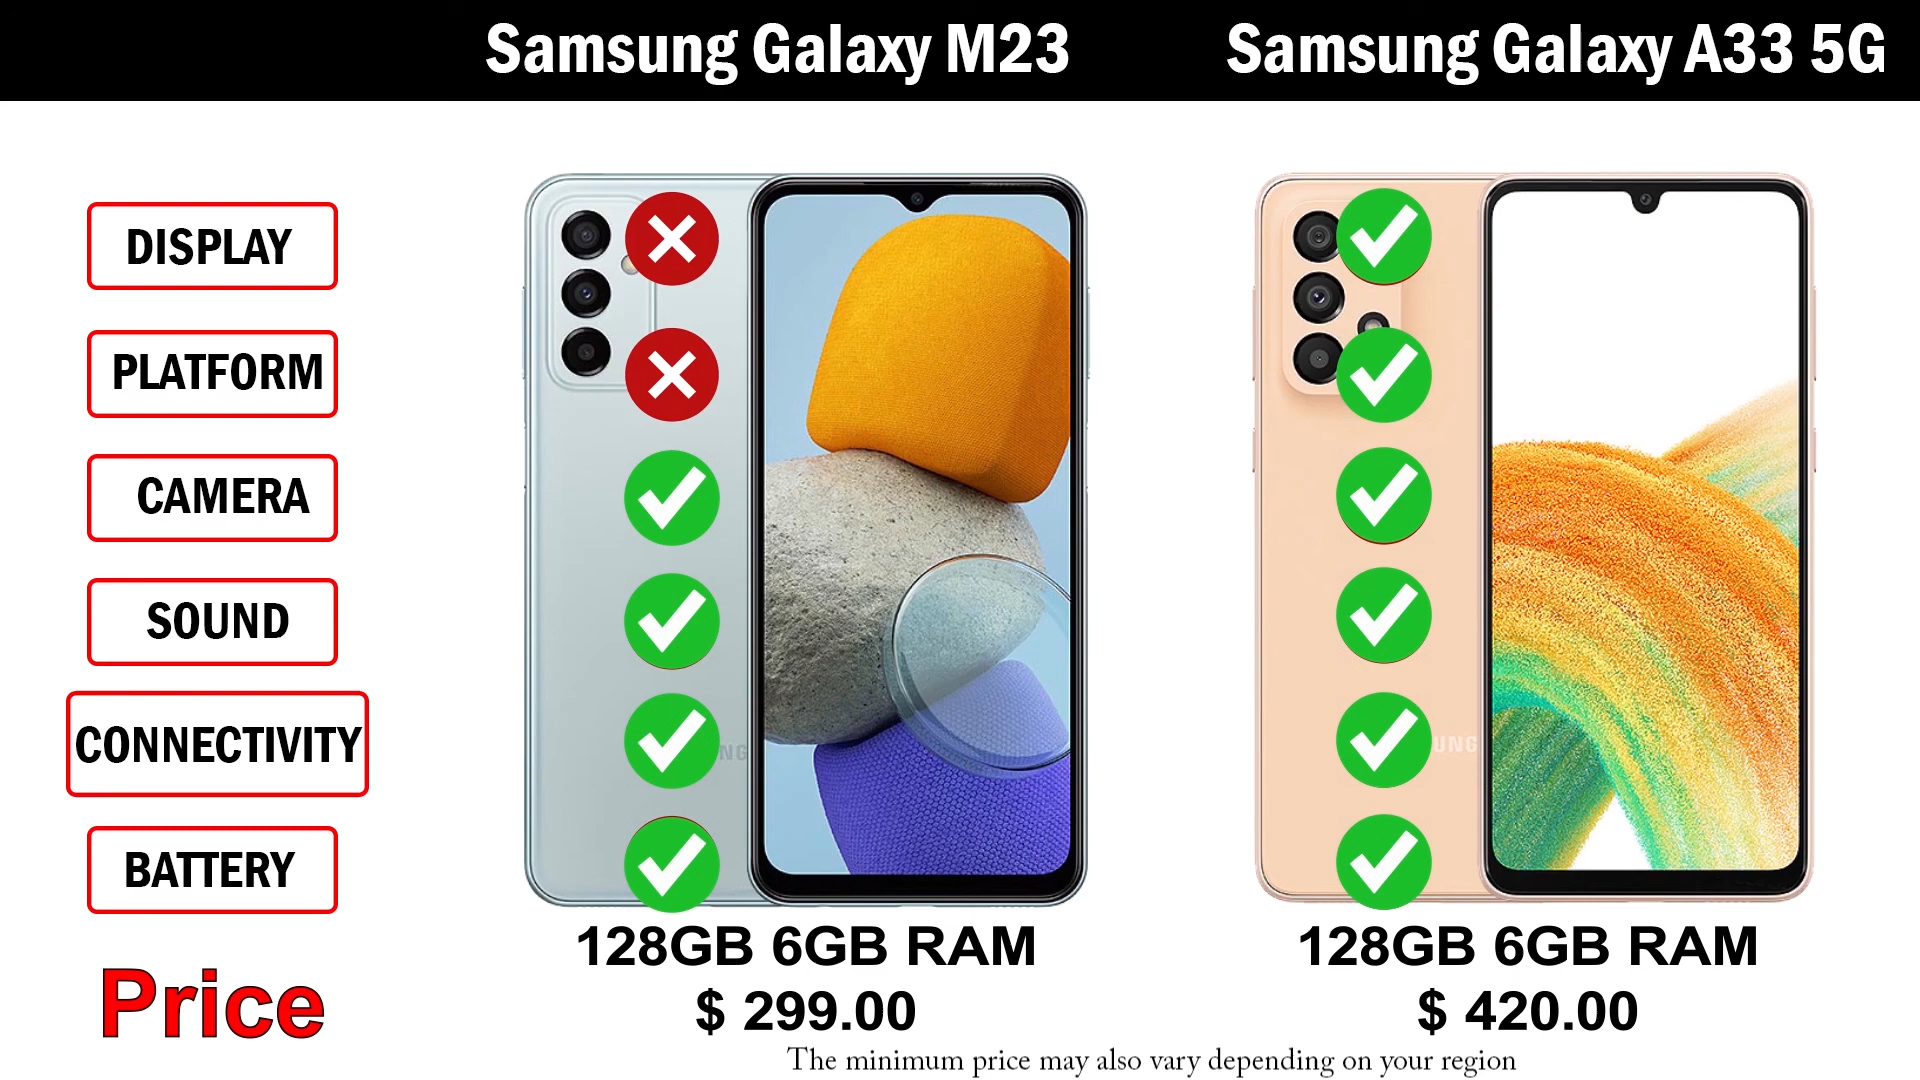 Samsung Galaxy M23
Samsung Galaxy A33 5G
DISPLAY
PLATFORM
CAMERA
SOUND
CONNECTIVITY
BATTERY
Price
128GB 6GB RAM
$ 299.00
128GB 6GB RAM
$ 420.00
The minimum price may also vary depending on your region